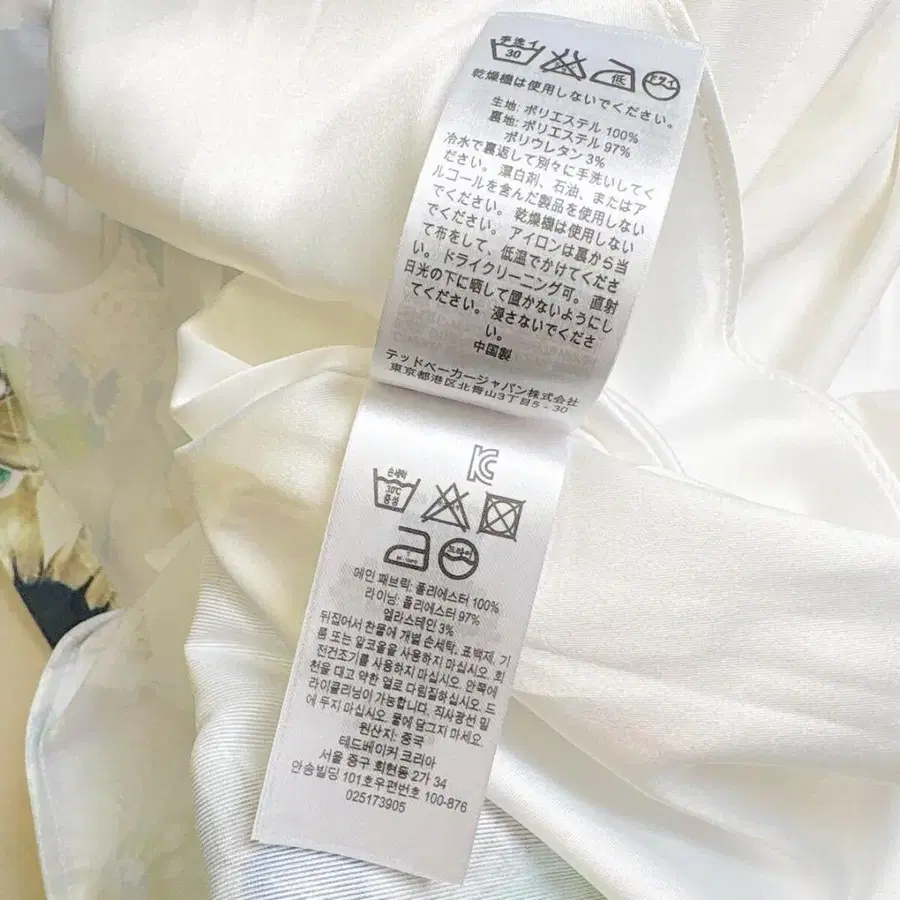 手洗イ
30
低
ドライ
乾燥機は使用しないでください。
生地: ポリエステル 100%
裏地: ポリエステル 97%
ポリウレタン 3%
冷水で裏返して別々に手洗いしてく
ださい。 漂白剤、石油、またはア
ルコールを含んだ製品を使用しない
でください。 乾燥機は使用しない
でください。 アイロンは裏から当
て布をして、低温でかけてくださ
い。 ドライクリーニング可。 直射
日光の下に晒して置かないようにし
てください。 浸さないでくださ
い。
中国製
テッドベーカージャパン株式会社
東京都港区北青山3丁目5 - 30
손세탁
30℃
중성
드라이
메인 패브릭: 폴리에스터 100%
라이닝: 폴리에스터 97%
엘라스테인 3%
뒤집어서 찬물에 개별 손세탁, 표백제, 기
름 또는 알코올을 사용하지 마십시오. 회
전건조기를 사용하지 마십시오. 안쪽에
천을 대고 약한 열로 다림질하십시오. 드
라이클리닝이 가능합니다. 직사광선 밑
에 두지 마십시오. 물에 담그지 마세요.
원산지: 중국
테드베이커 코리아
서울 중구 회현동 2가 34
안송빌딩 101호우편번호 100-876
025173905